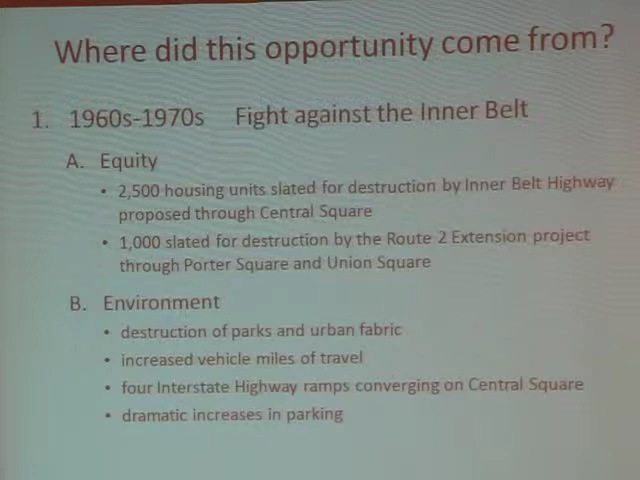 Where did this opportunity come from?
1. 1960s-1970s Fight against the Inner Belt
A. Equity
• 2,500 housing units slated for destruction by Inner Belt Highway
proposed through Central Square
• 1,000 slated for destruction by the Route 2 Extension project
through Porter Square and Union Square
B. Environment
• destruction of parks and urban fabric
• increased vehicle miles of travel
• four Interstate Highway ramps converging on Central Square
• dramatic increases in parking